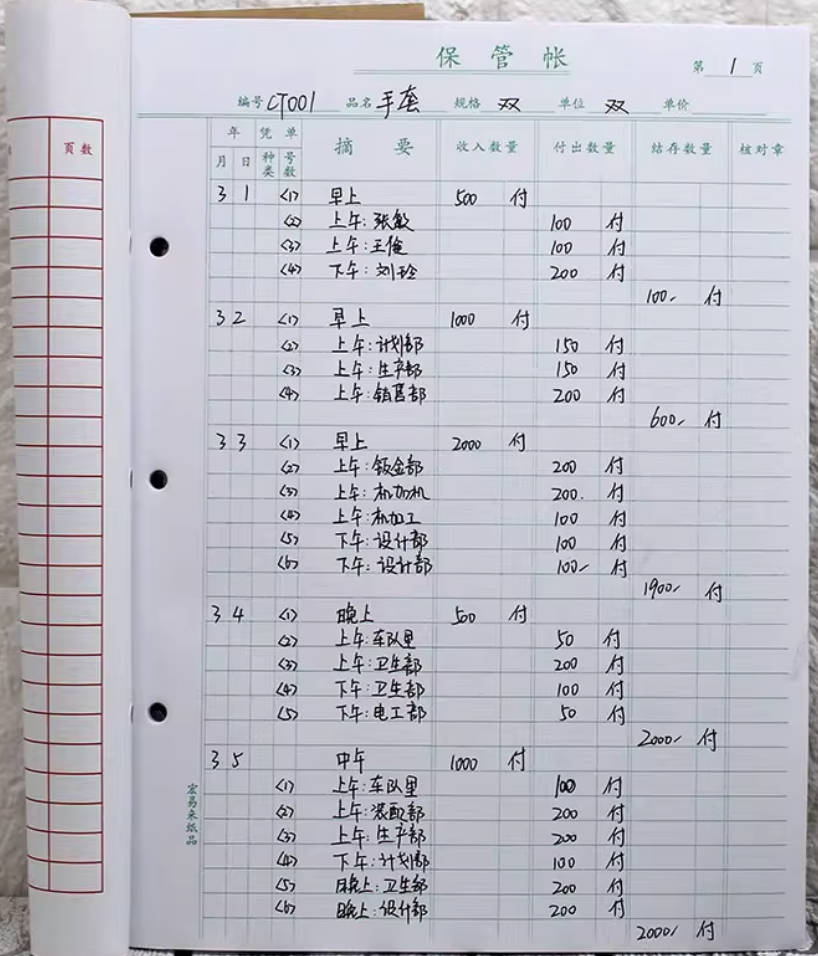 保管帐
第 1 页
编号 CT001 品名 手套 规格 双 单位 双 单价
页数
年 凭单 摘要 收入数量 付出数量 结存数量 核对章
月 日 种类 号数
3 1 <1> 早上 500 付
<2> 上午:张敏 100 付
<3> 上午:王俊 100 付
<4> 下午:刘玲 200 付
100- 付
3 2 <1> 早上 1000 付
<2> 上午:计划部 150 付
<3> 上午:生产部 150 付
<4> 上午:销售部 200 付
600- 付
3 3 <1> 早上 2000 付
<2> 上午:钣金部 200 付
<3> 上午:机加机 200. 付
<4> 上午:机加工 100 付
<5> 下午:设计部 100 付
<6> 下午:设计部 100- 付
1900- 付
3 4 <1> 晚上 500 付
<2> 上午:车队里 50 付
<3> 上午:卫生部 200 付
<4> 下午:卫生部 100 付
<5> 下午:电工部 50 付
2000- 付
3 5 中午 1000 付
<1> 上午:车队里 100 付
<2> 上午:装配部 200 付
<3> 上午:生产部 200 付
<4> 下午:计划部 100 付
<5> 晚上:卫生部 200 付
<6> 晚上:设计部 200 付
2000- 付
宏易来纸品